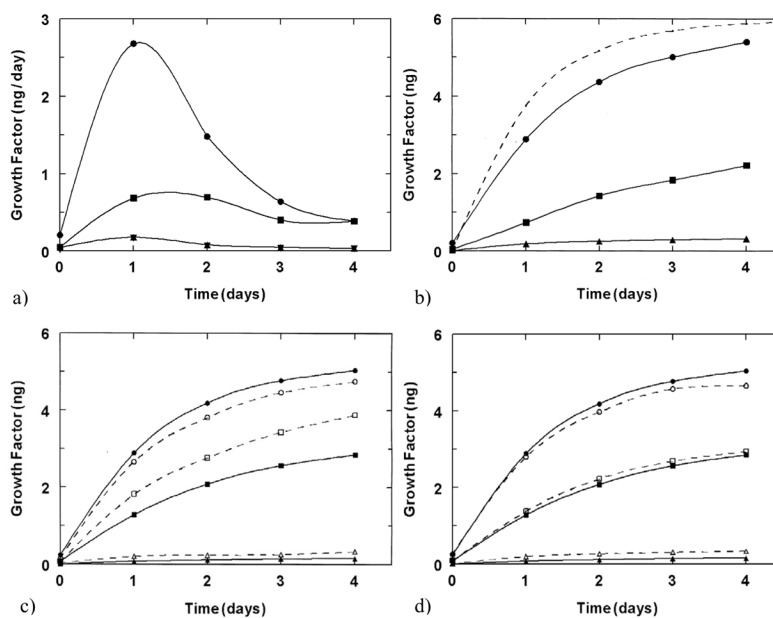 3
2
1
0
0 1 2 3 4
Growth Factor (ng/day)
Time (days)
a)
6
4
2
0
0 1 2 3 4
Growth Factor (ng)
Time (days)
b)
6
4
2
0
0 1 2 3 4
Growth Factor (ng)
Time (days)
c)
6
4
2
0
0 1 2 3 4
Growth Factor (ng)
Time (days)
d)